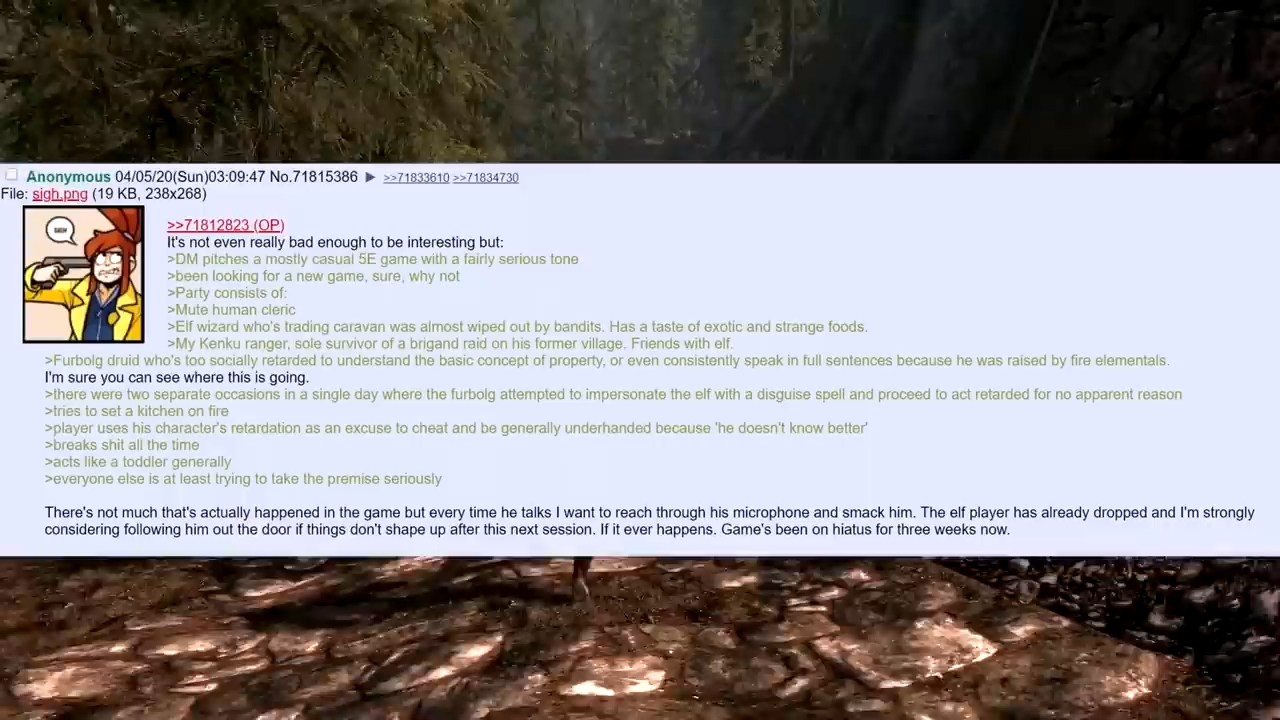 Anonymous 04/05/20(Sun)03:09:47 No.71815386 ▶ >>71833610 >>71834730
File: sigh.png (19 KB, 238x268)
SIGH
>>71812823 (OP)
It's not even really bad enough to be interesting but:
>DM pitches a mostly casual 5E game with a fairly serious tone
>been looking for a new game, sure, why not
>Party consists of:
>Mute human cleric
>Elf wizard who's trading caravan was almost wiped out by bandits. Has a taste of exotic and strange foods.
>My Kenku ranger, sole survivor of a brigand raid on his former village. Friends with elf.
>Furbolg druid who's too socially retarded to understand the basic concept of property, or even consistently speak in full sentences because he was raised by fire elementals.
I'm sure you can see where this is going.
>there were two separate occasions in a single day where the furbolg attempted to impersonate the elf with a disguise spell and proceed to act retarded for no apparent reason
>tries to set a kitchen on fire
>player uses his character's retardation as an excuse to cheat and be generally underhanded because 'he doesn't know better'
>breaks shit all the time
>acts like a toddler generally
>everyone else is at least trying to take the premise seriously
There's not much that's actually happened in the game but every time he talks I want to reach through his microphone and smack him. The elf player has already dropped and I'm strongly
considering following him out the door if things don't shape up after this next session. If it ever happens. Game's been on hiatus for three weeks now.